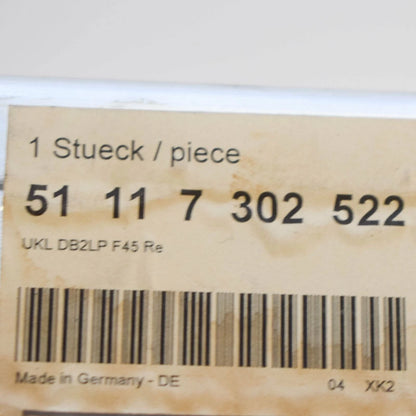 1 Stueck / piece
51 11 7 302 522
UKL DB2LP F45 Re
Made in Germany - DE 04 XK2